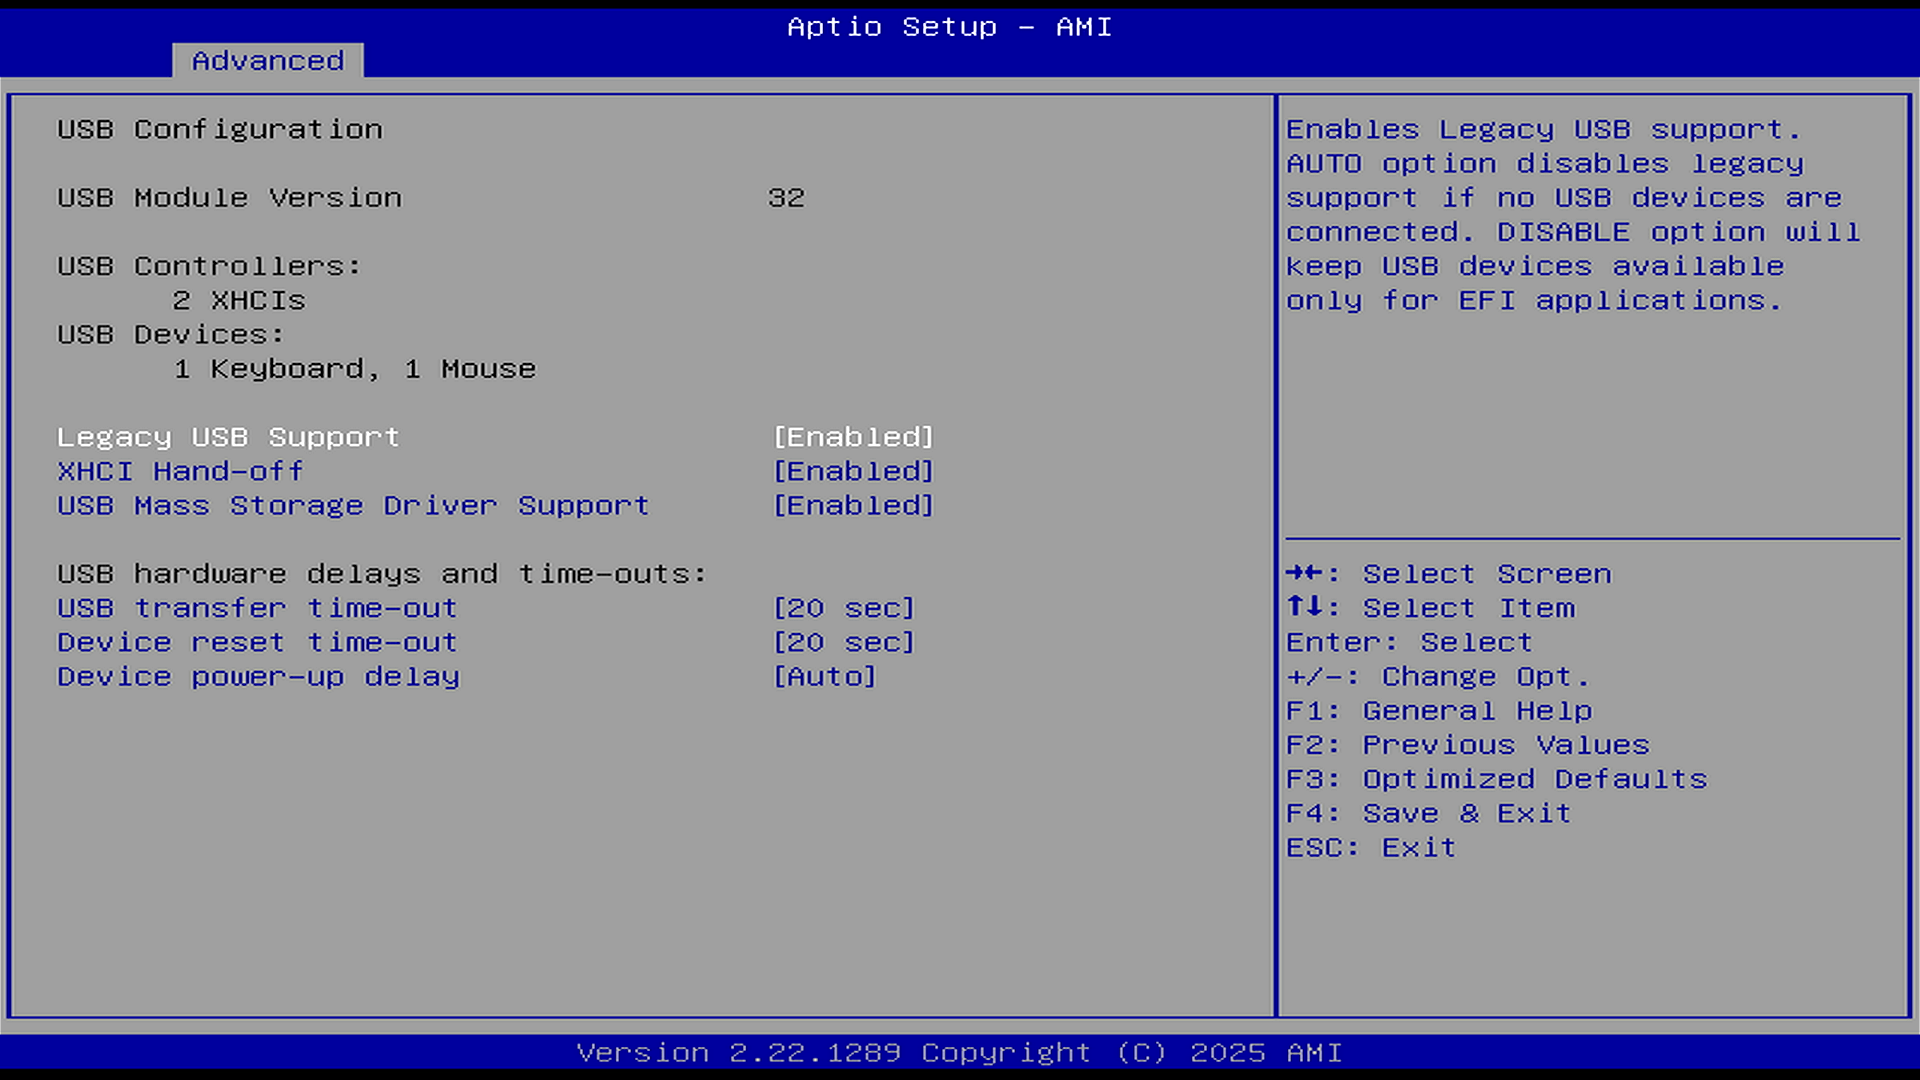 Aptio Setup - AMI
Advanced
USB Configuration
USB Module Version 32
USB Controllers:
2 XHCIs
USB Devices:
1 Keyboard, 1 Mouse
Legacy USB Support [Enabled]
XHCI Hand-off [Enabled]
USB Mass Storage Driver Support [Enabled]
USB hardware delays and time-outs:
USB transfer time-out [20 sec]
Device reset time-out [20 sec]
Device power-up delay [Auto]
Enables Legacy USB support.
AUTO option disables legacy
support if no USB devices are
connected. DISABLE option will
keep USB devices available
only for EFI applications.
→←: Select Screen
↑↓: Select Item
Enter: Select
+/-: Change Opt.
F1: General Help
F2: Previous Values
F3: Optimized Defaults
F4: Save & Exit
ESC: Exit
Version 2.22.1289 Copyright (C) 2025 AMI